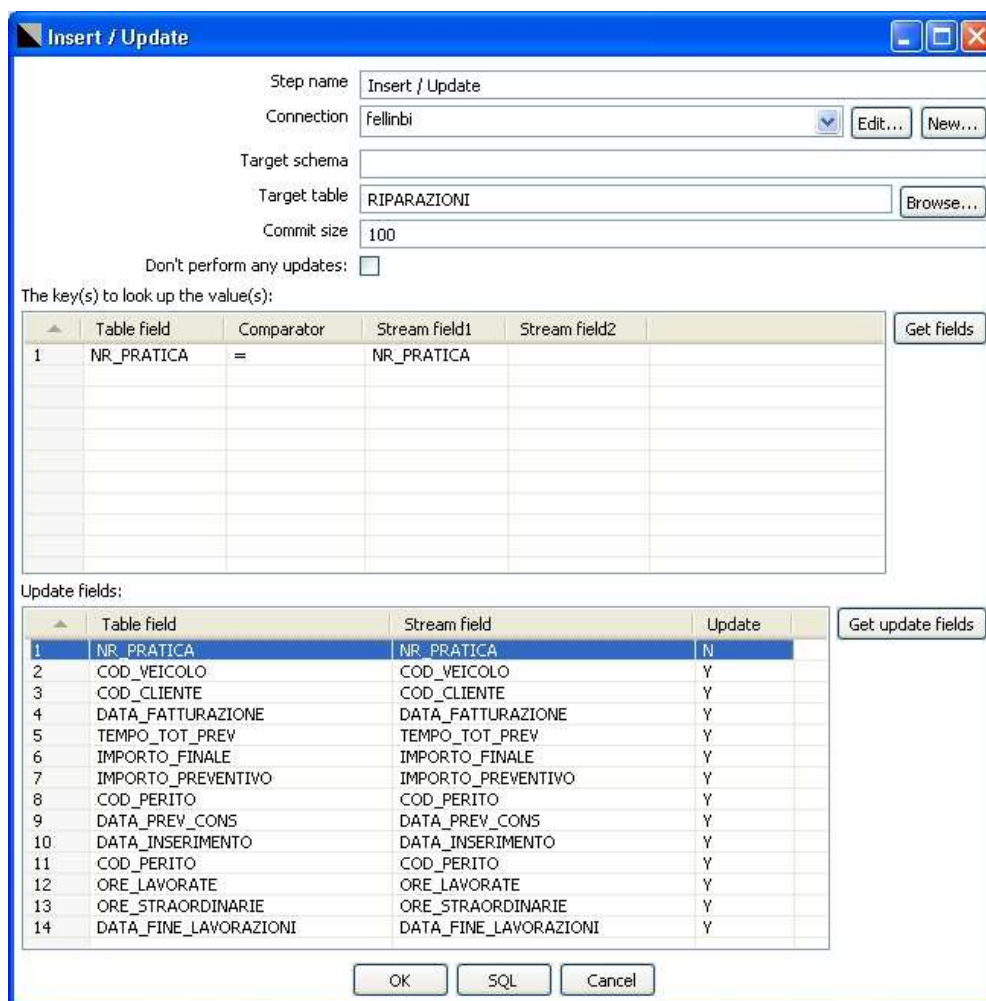 Insert / Update
Step name Insert / Update
Connection fellinbi Edit... New...
Target schema
Target table RIPARAZIONI Browse...
Commit size 100
Don't perform any updates:
The key(s) to look up the value(s):
Table field Comparator Stream field1 Stream field2 Get fields
1 NR_PRATICA = NR_PRATICA
Update fields:
Table field Stream field Update Get update fields
1 NR_PRATICA NR_PRATICA N
2 COD_VEICOLO COD_VEICOLO Y
3 COD_CLIENTE COD_CLIENTE Y
4 DATA_FATTURAZIONE DATA_FATTURAZIONE Y
5 TEMPO_TOT_PREV TEMPO_TOT_PREV Y
6 IMPORTO_FINALE IMPORTO_FINALE Y
7 IMPORTO_PREVENTIVO IMPORTO_PREVENTIVO Y
8 COD_PERITO COD_PERITO Y
9 DATA_PREV_CONS DATA_PREV_CONS Y
10 DATA_INSERIMENTO DATA_INSERIMENTO Y
11 COD_PERITO COD_PERITO Y
12 ORE_LAVORATE ORE_LAVORATE Y
13 ORE_STRAORDINARIE ORE_STRAORDINARIE Y
14 DATA_FINE_LAVORAZIONI DATA_FINE_LAVORAZIONI Y
OK SQL Cancel